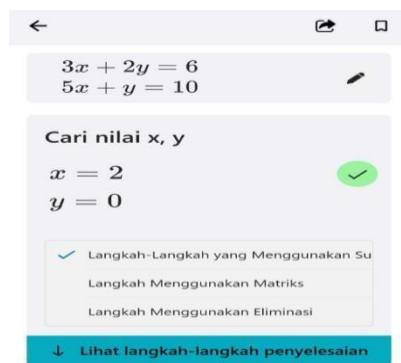 3x + 2y = 6
5x + y = 10
Cari nilai x, y
x = 2
y = 0
Langkah-Langkah yang Menggunakan Su
Langkah Menggunakan Matriks
Langkah Menggunakan Eliminasi
Lihat langkah-langkah penyelesaian